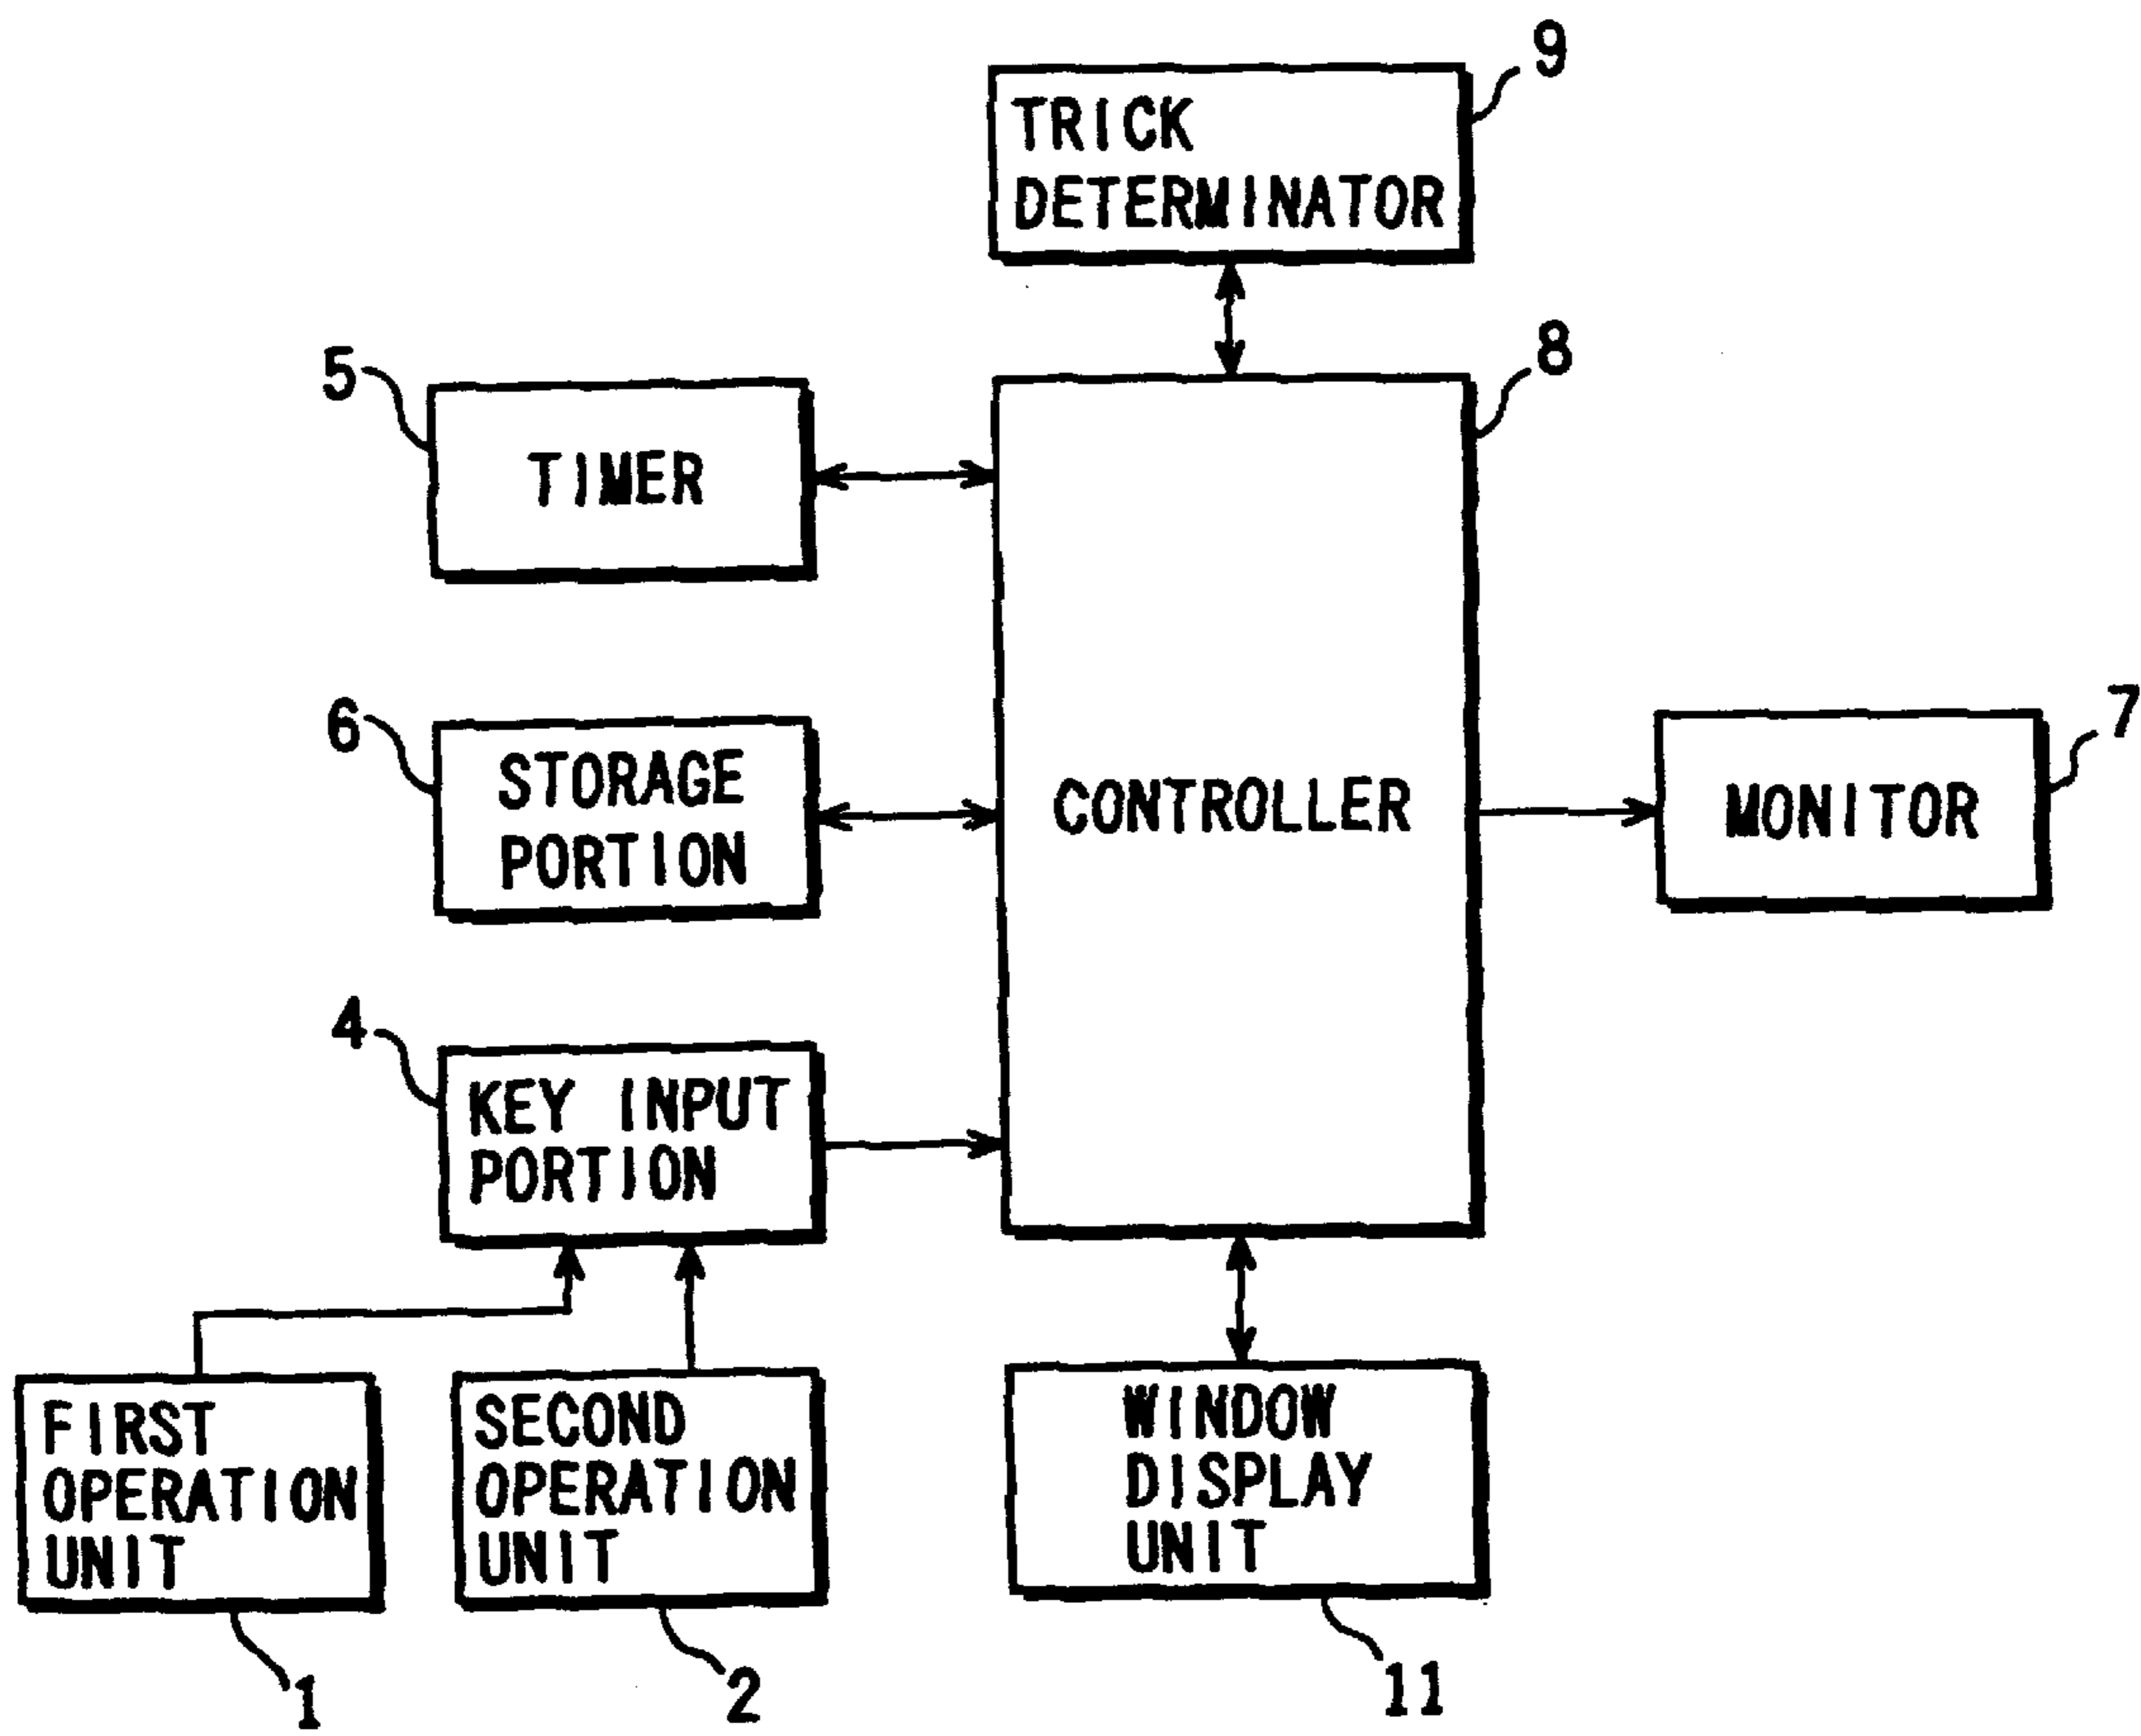 9
TRICK
DETERMINATOR
8
5
TIMER
6
STORAGE
PORTION
CONTROLLER
7
MONITOR
4
KEY INPUT
PORTION
FIRST
OPERATION
UNIT
SECOND
OPERATION
UNIT
WINDOW
DISPLAY
UNIT
1
2
11